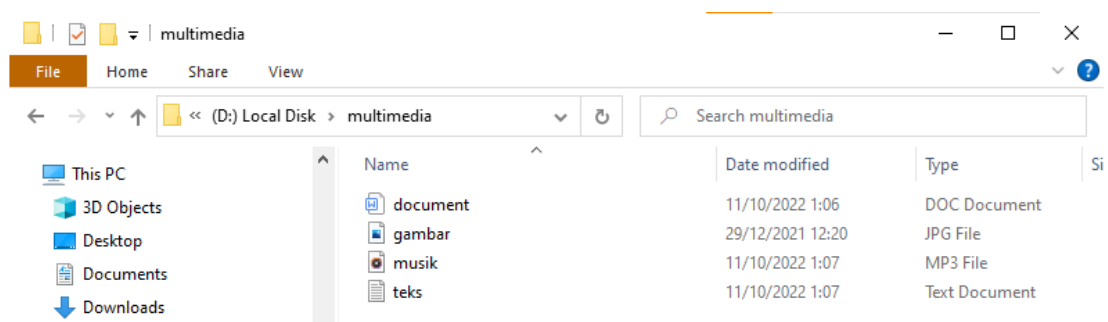 multimedia
File Home Share View
(D:) Local Disk multimedia Search multimedia
This PC
3D Objects
Desktop
Documents
Downloads
Name Date modified Type Si
document 11/10/2022 1:06 DOC Document
gambar 29/12/2021 12:20 JPG File
musik 11/10/2022 1:07 MP3 File
teks 11/10/2022 1:07 Text Document